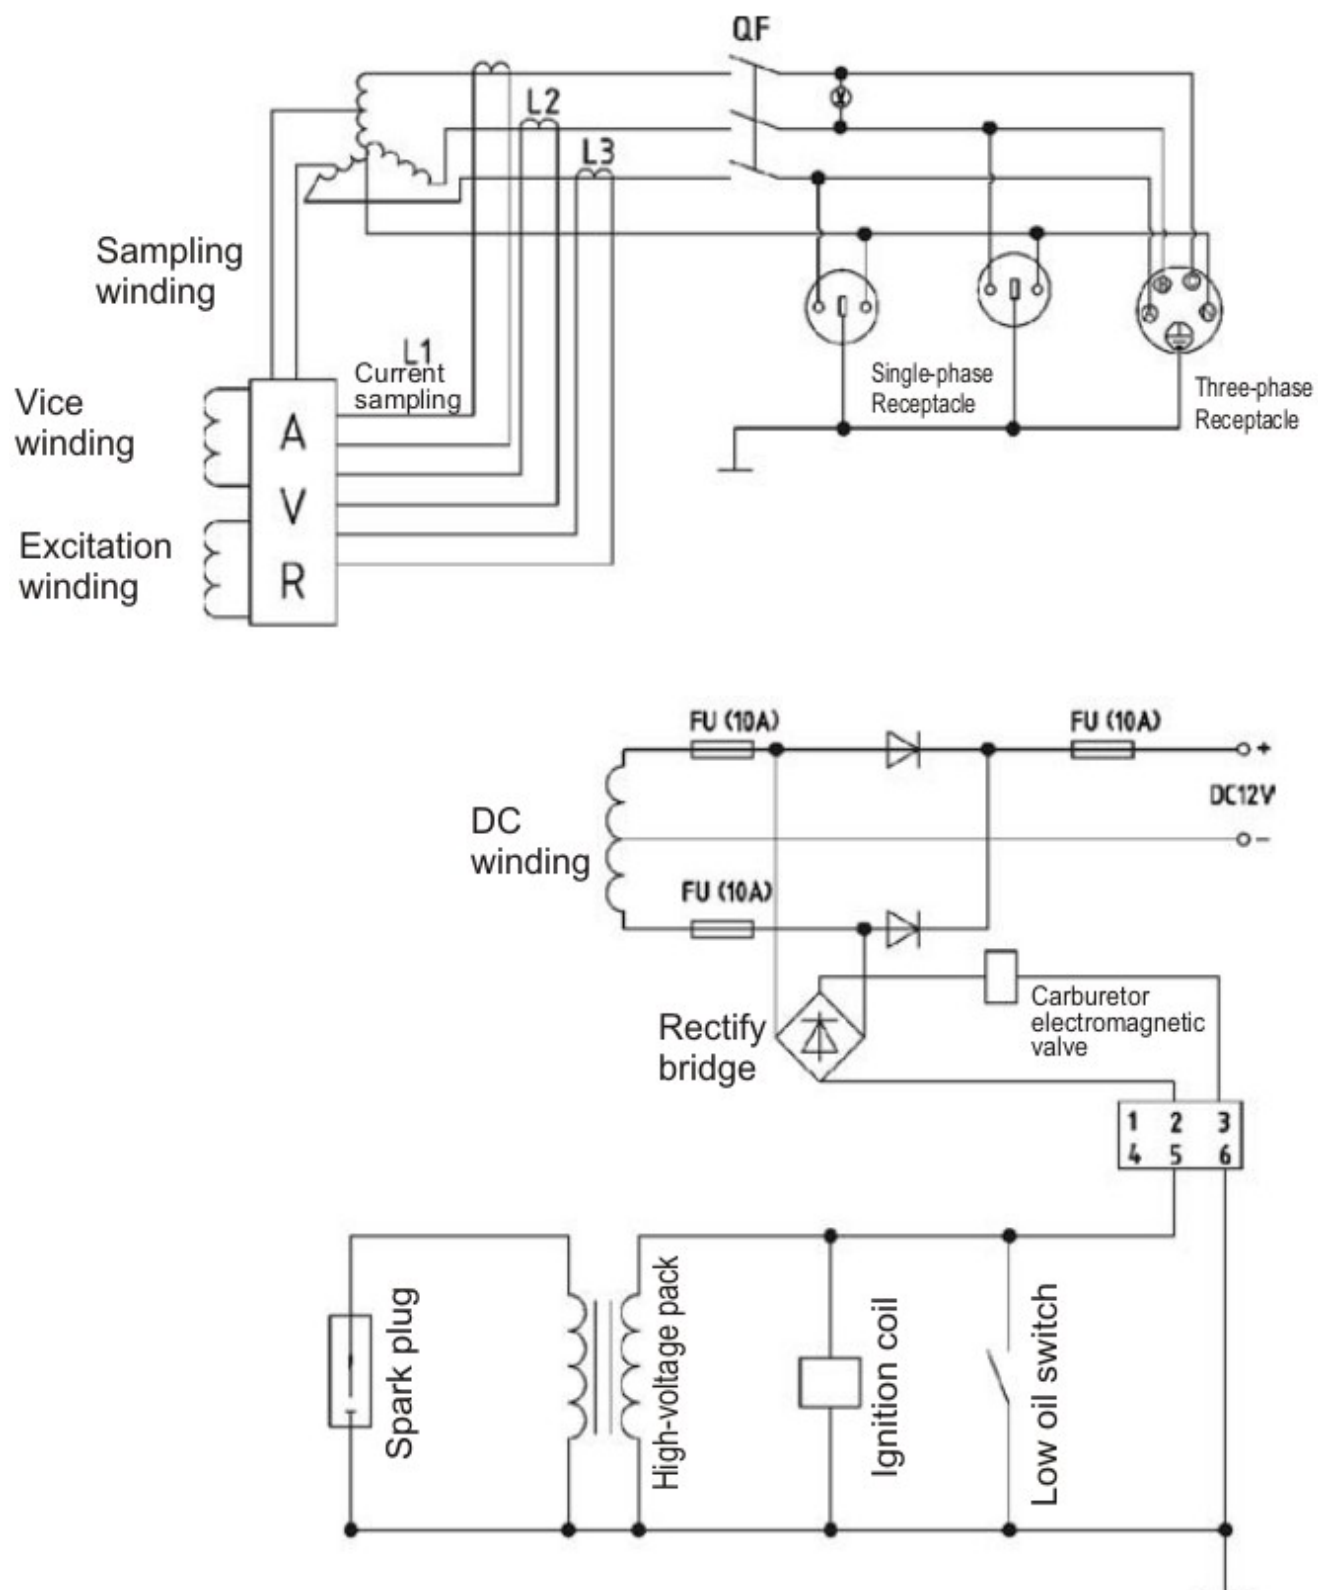 QF
L2
L3
Sampling
winding
L1
Current
sampling
Vice
winding
A
V
R
Excitation
winding
Single-phase
Receptacle
Three-phase
Receptacle
FU (10A)
FU (10A)
+
DC12V
−
DC
winding
FU (10A)
Rectify
bridge
Carburetor
electromagnetic
valve
1 2 3
4 5 6
Spark plug
High-voltage pack
Ignition coil
Low oil switch